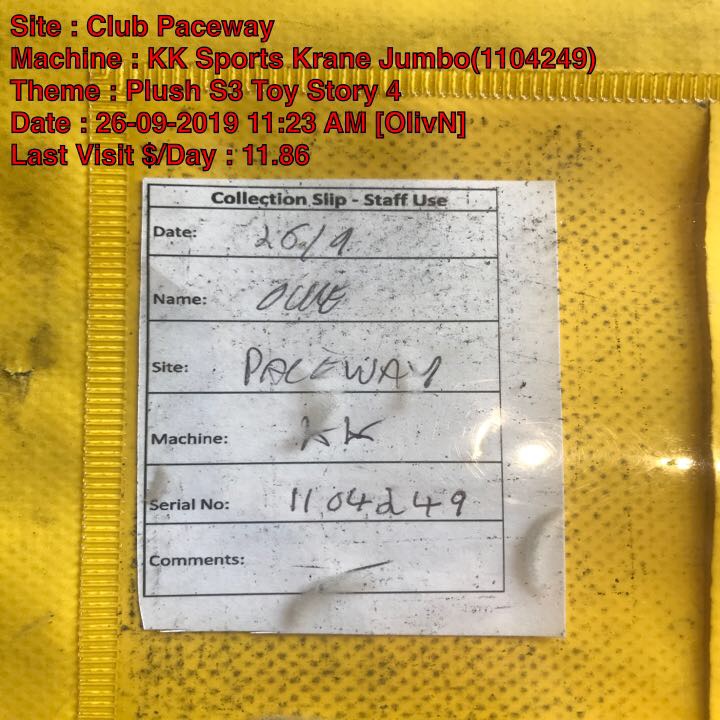 Site : Club Paceway
Machine : KK Sports Krane Jumbo(1104249)
Theme : Plush S3 Toy Story 4
Date : 26-09-2019 11:23 AM [OlivN]
Last Visit $/Day : 11.86
Collection Slip - Staff Use
Date: 26/9
Name: OLLIE
Site: PACEWAY
Machine: KK
Serial No: 1104249
Comments: —